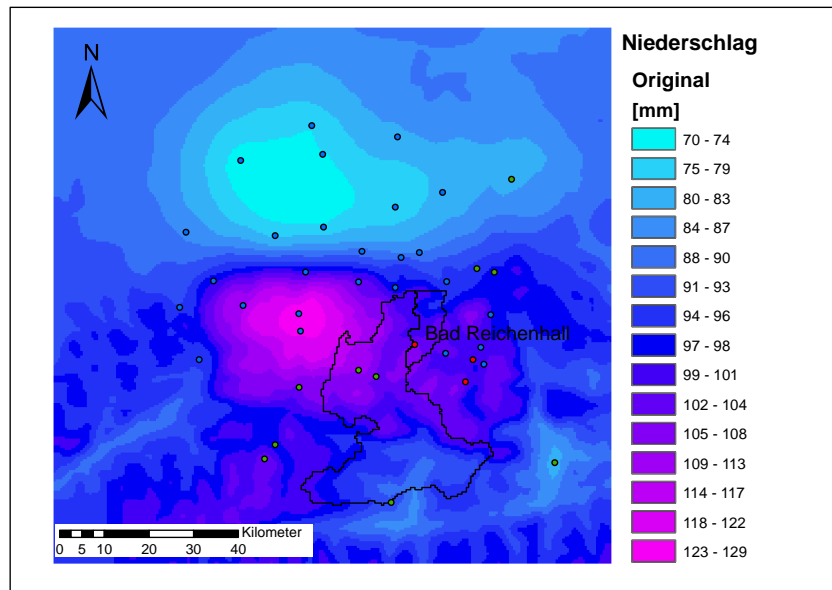 N
Niederschlag
Original
[mm]
70 - 74
75 - 79
80 - 83
84 - 87
88 - 90
91 - 93
94 - 96
97 - 98
99 - 101
102 - 104
105 - 108
109 - 113
114 - 117
118 - 122
123 - 129
Bad Reichenhall
Kilometer
0 5 10 20 30 40